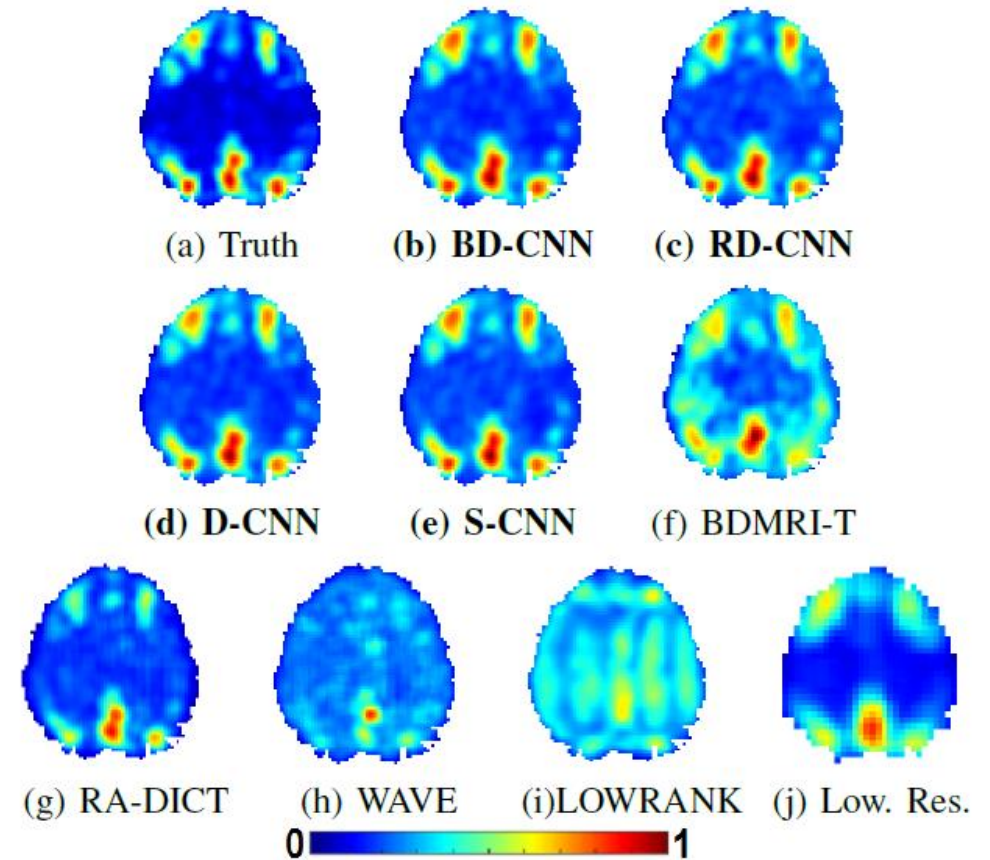 (a) Truth (b) BD-CNN (c) RD-CNN
(d) D-CNN (e) S-CNN (f) BDMRI-T
(g) RA-DICT (h) WAVE (i)LOWRANK (j) Low. Res.
0 1